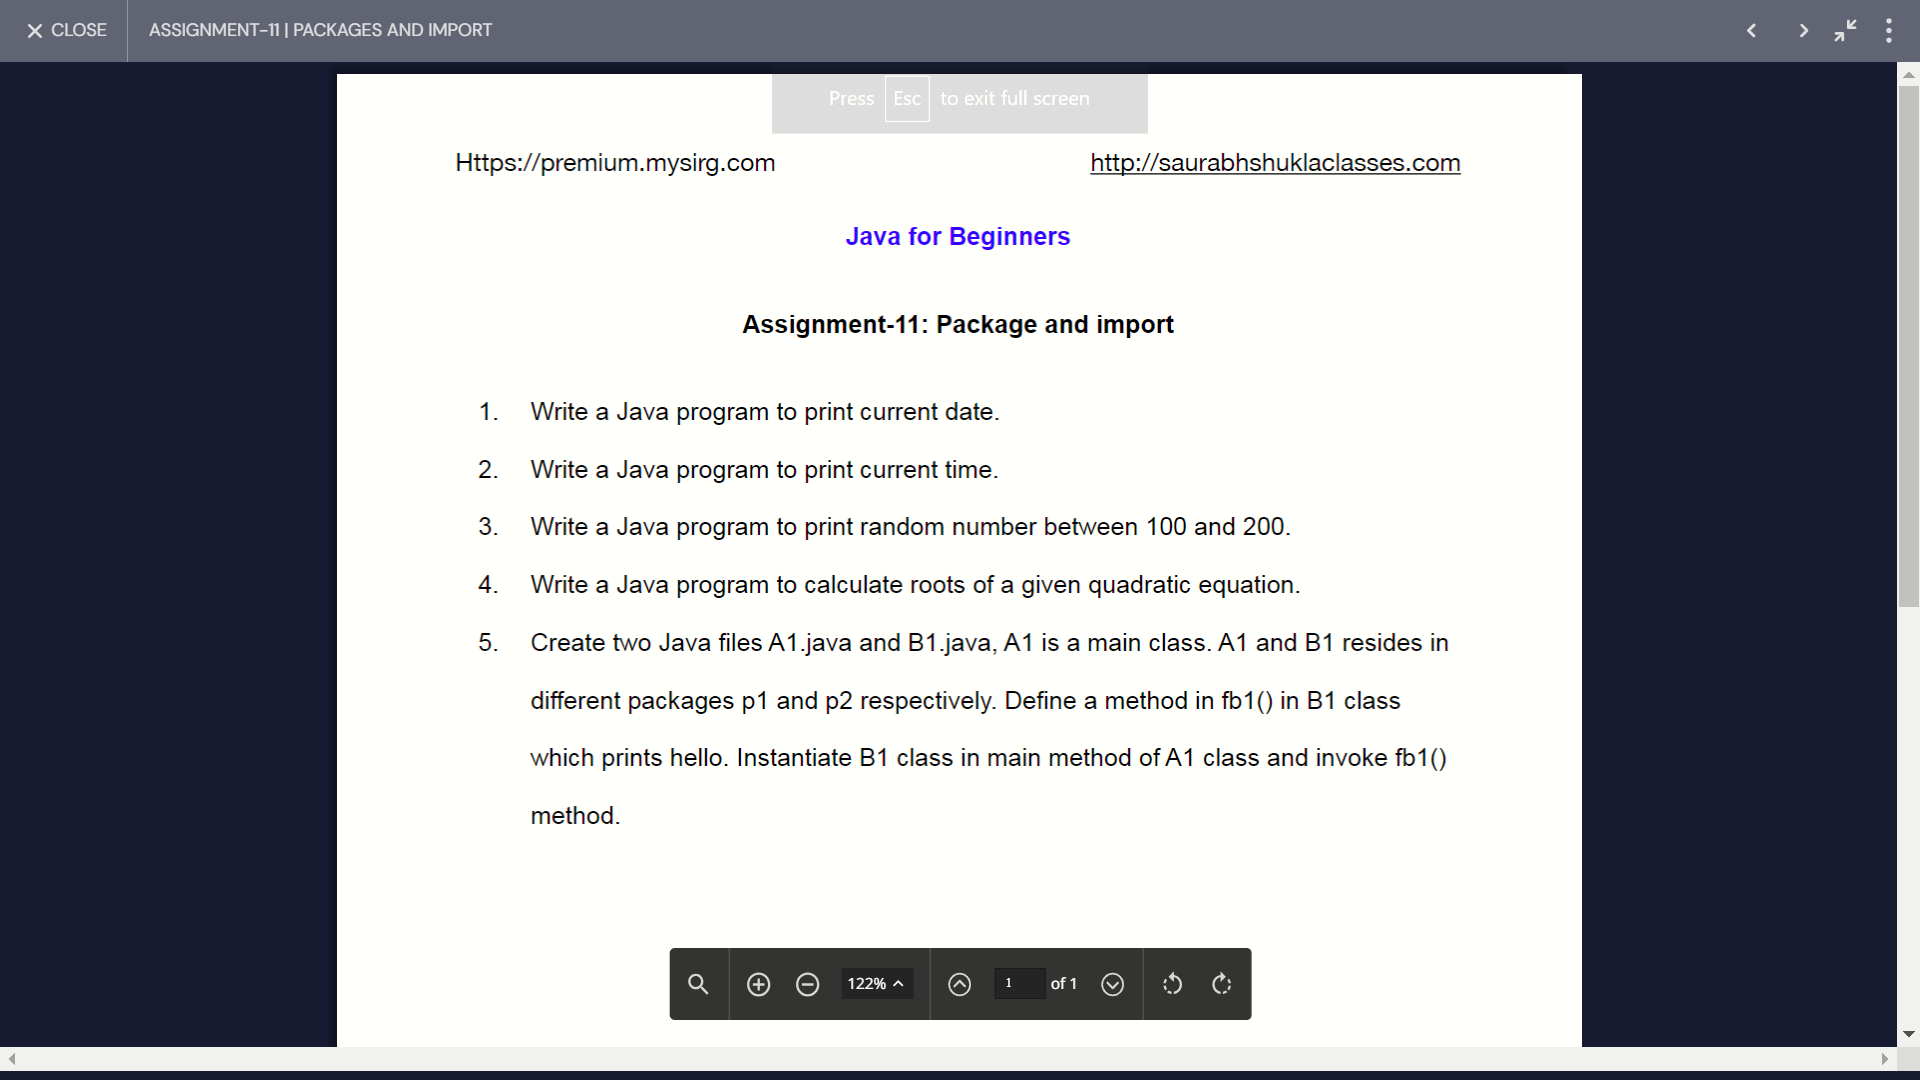 CLOSE
ASSIGNMENT-11 | PACKAGES AND IMPORT
Press Esc to exit full screen
Https://premium.mysirg.com
http://saurabhshuklaclasses.com
Java for Beginners
Assignment-11: Package and import
1. Write a Java program to print current date.
2. Write a Java program to print current time.
3. Write a Java program to print random number between 100 and 200.
4. Write a Java program to calculate roots of a given quadratic equation.
5. Create two Java files A1.java and B1.java, A1 is a main class. A1 and B1 resides in
different packages p1 and p2 respectively. Define a method in fb1() in B1 class
which prints hello. Instantiate B1 class in main method of A1 class and invoke fb1()
method.
122%
1 of 1